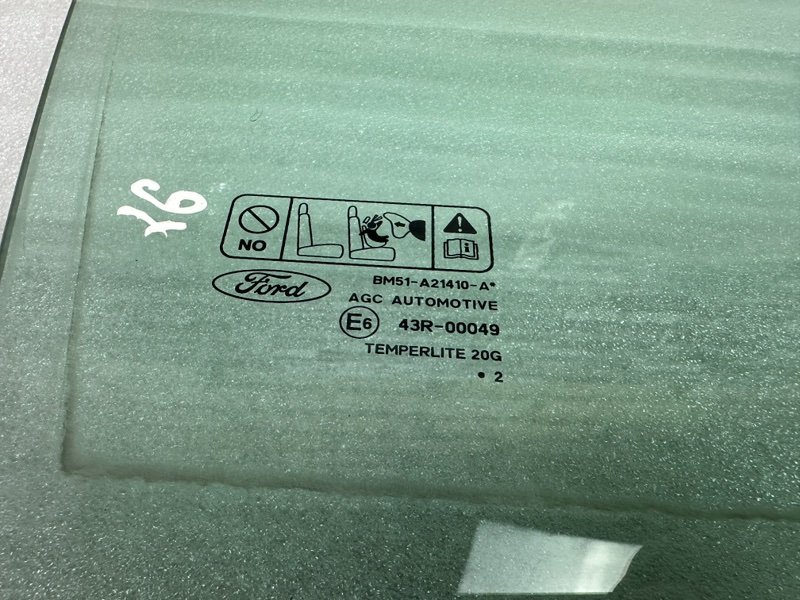 NO
Ford
BM51-A21410-A*
AGC AUTOMOTIVE
E6 43R-00049
TEMPERLITE 20G
• 2